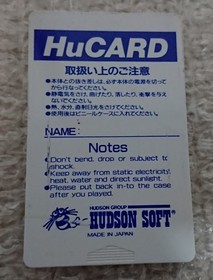 HuCARD
取扱い上のご注意
●本体との抜き差しは、必ず本体の電源を切って
から行なってください。
●静電気をさけ、曲げたり、落したり、衝撃を与え
ないでください。
●熱、水分、直射日光をさけてください。
●使用後はビニールケースに入れてください。
NAME:
Notes
●Don't bend, drop or subject to
shock.
●Keep away from static electricity,
heat, water and direct sunlight.
●Please put back in-to the case
after you played.
HUDSON GROUP
HUDSON SOFT
MADE IN JAPAN